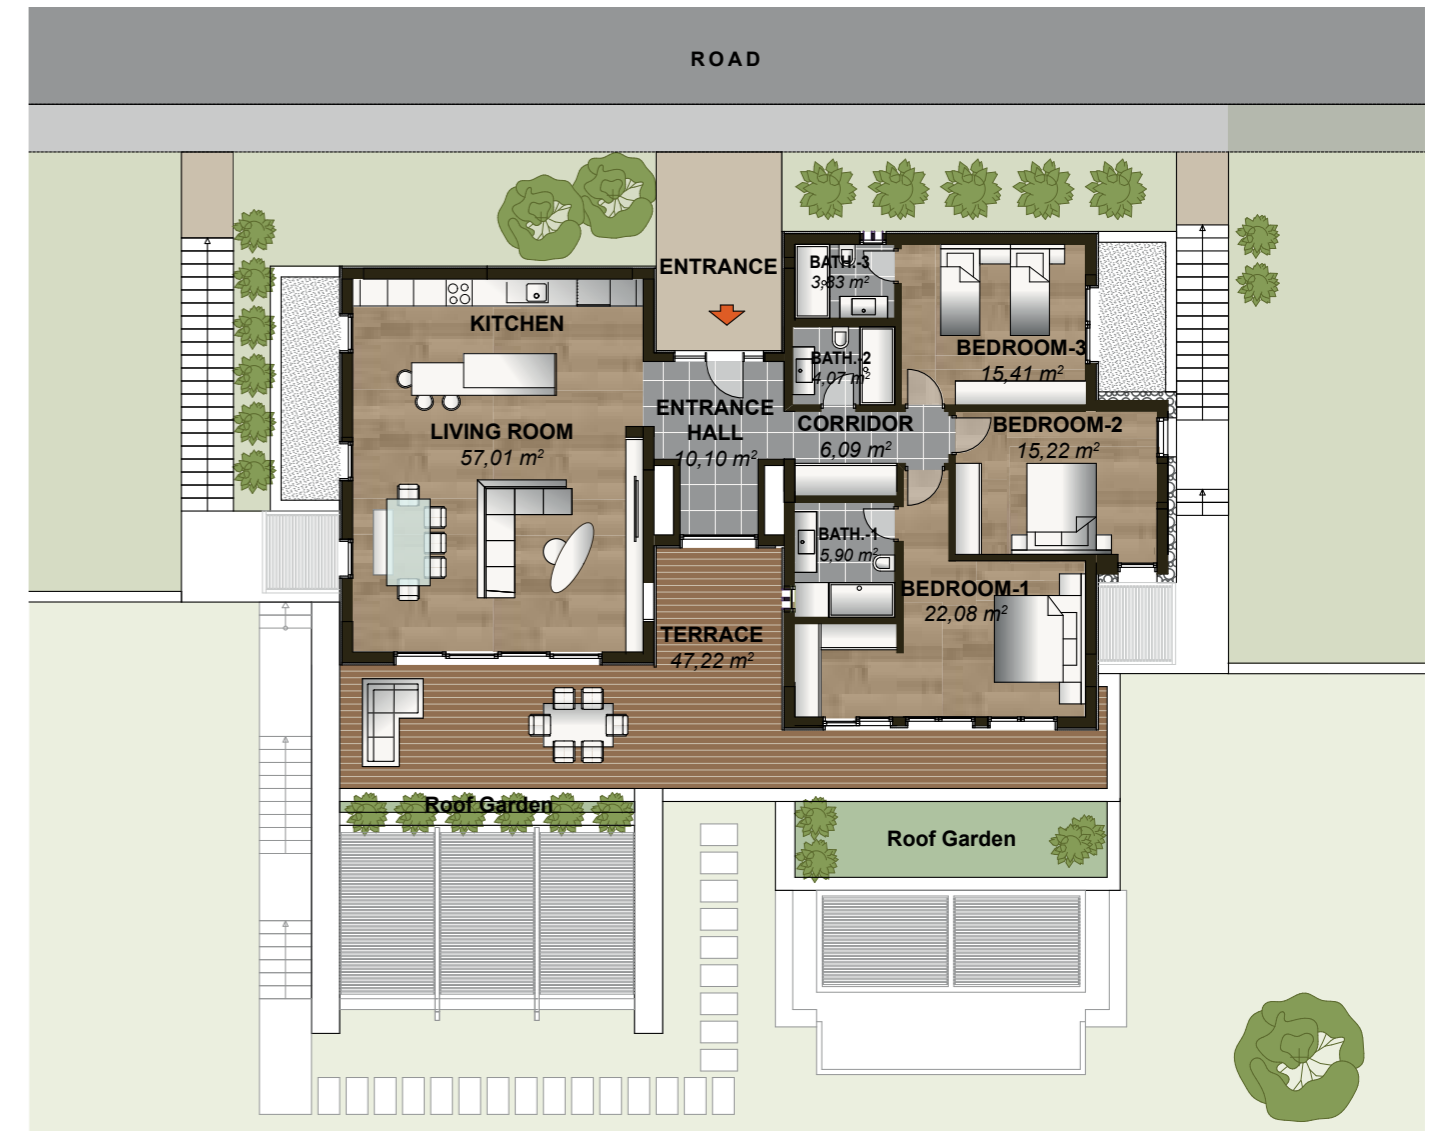 ROAD
ENTRANCE
BATH.-3
3,83 m²
KITCHEN
BATH.-2
4,07 m²
BEDROOM-3
15,41 m²
ENTRANCE
HALL
10,10 m²
LIVING ROOM
57,01 m²
CORRIDOR
6,09 m²
BEDROOM-2
15,22 m²
BATH.-1
5,90 m²
BEDROOM-1
22,08 m²
TERRACE
47,22 m²
Roof Garden
Roof Garden